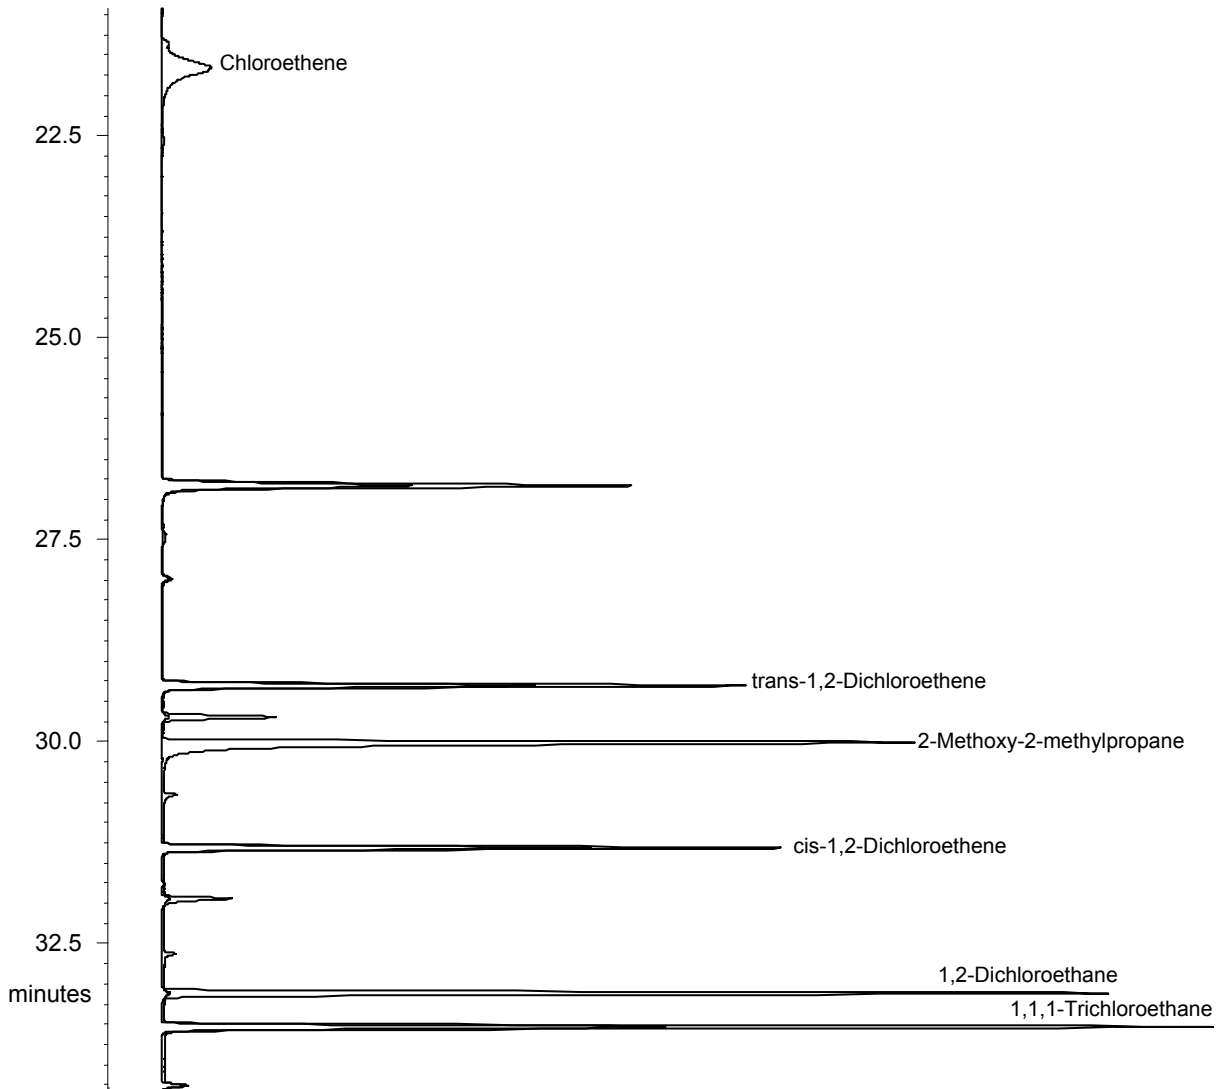 Chloroethene
22.5
25.0
27.5
trans-1,2-Dichloroethene
30.0
2-Methoxy-2-methylpropane
cis-1,2-Dichloroethene
32.5
1,2-Dichloroethane
minutes
1,1,1-Trichloroethane